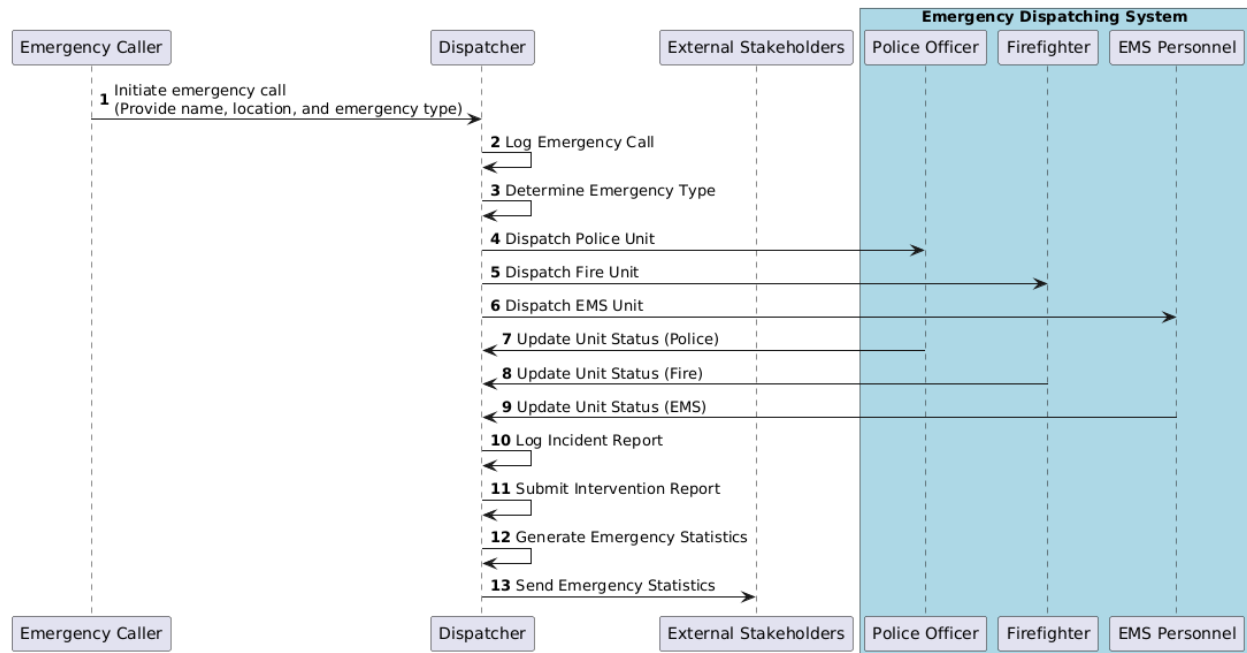 Emergency Dispatching System
Emergency Caller
Dispatcher
External Stakeholders
Police Officer
Firefighter
EMS Personnel
1 Initiate emergency call
(Provide name, location, and emergency type)
2 Log Emergency Call
3 Determine Emergency Type
4 Dispatch Police Unit
5 Dispatch Fire Unit
6 Dispatch EMS Unit
7 Update Unit Status (Police)
8 Update Unit Status (Fire)
9 Update Unit Status (EMS)
10 Log Incident Report
11 Submit Intervention Report
12 Generate Emergency Statistics
13 Send Emergency Statistics
Emergency Caller
Dispatcher
External Stakeholders
Police Officer
Firefighter
EMS Personnel